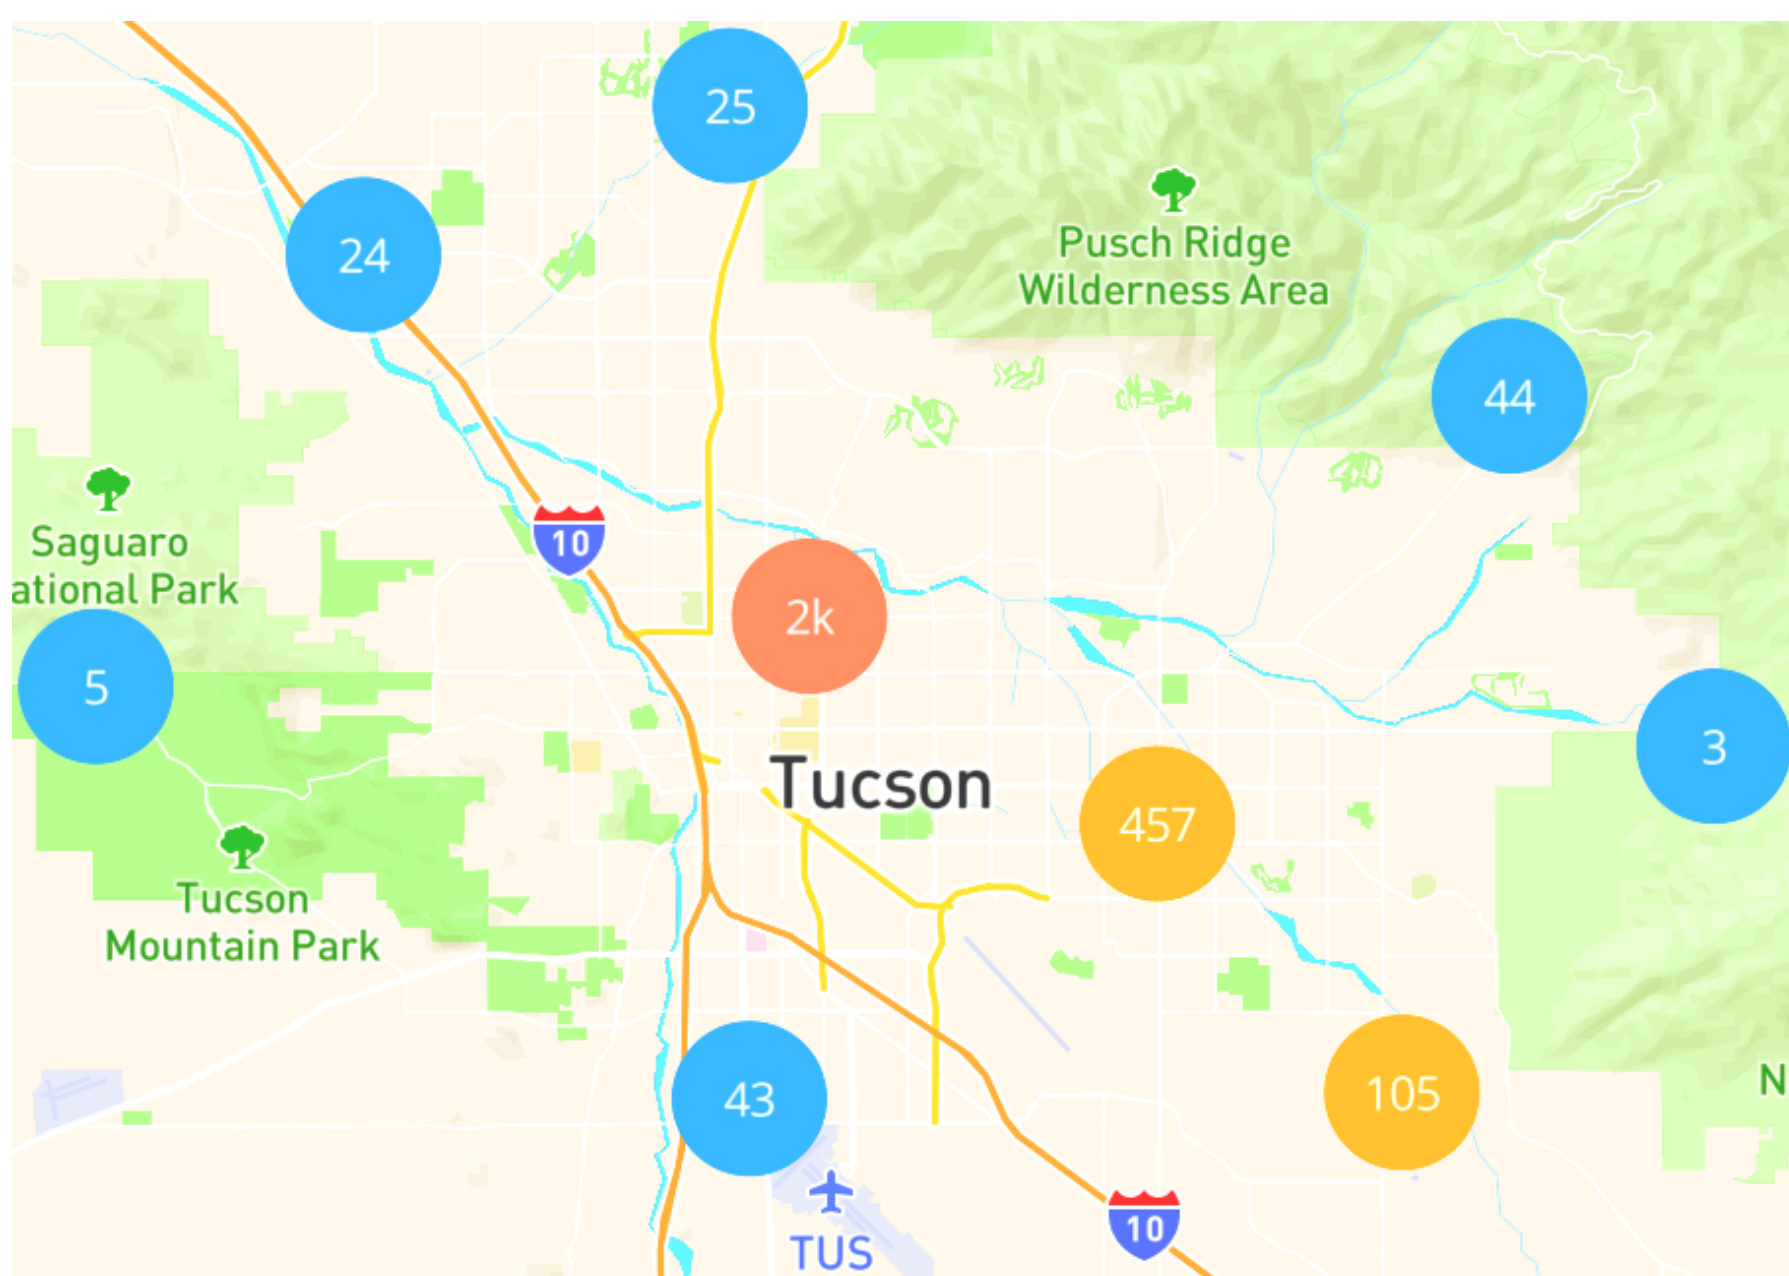 25
24
Pusch Ridge
Wilderness Area
44
10
Saguaro
ational Park
2k
5
3
Tucson
457
Tucson
Mountain Park
N
105
43
10
TUS